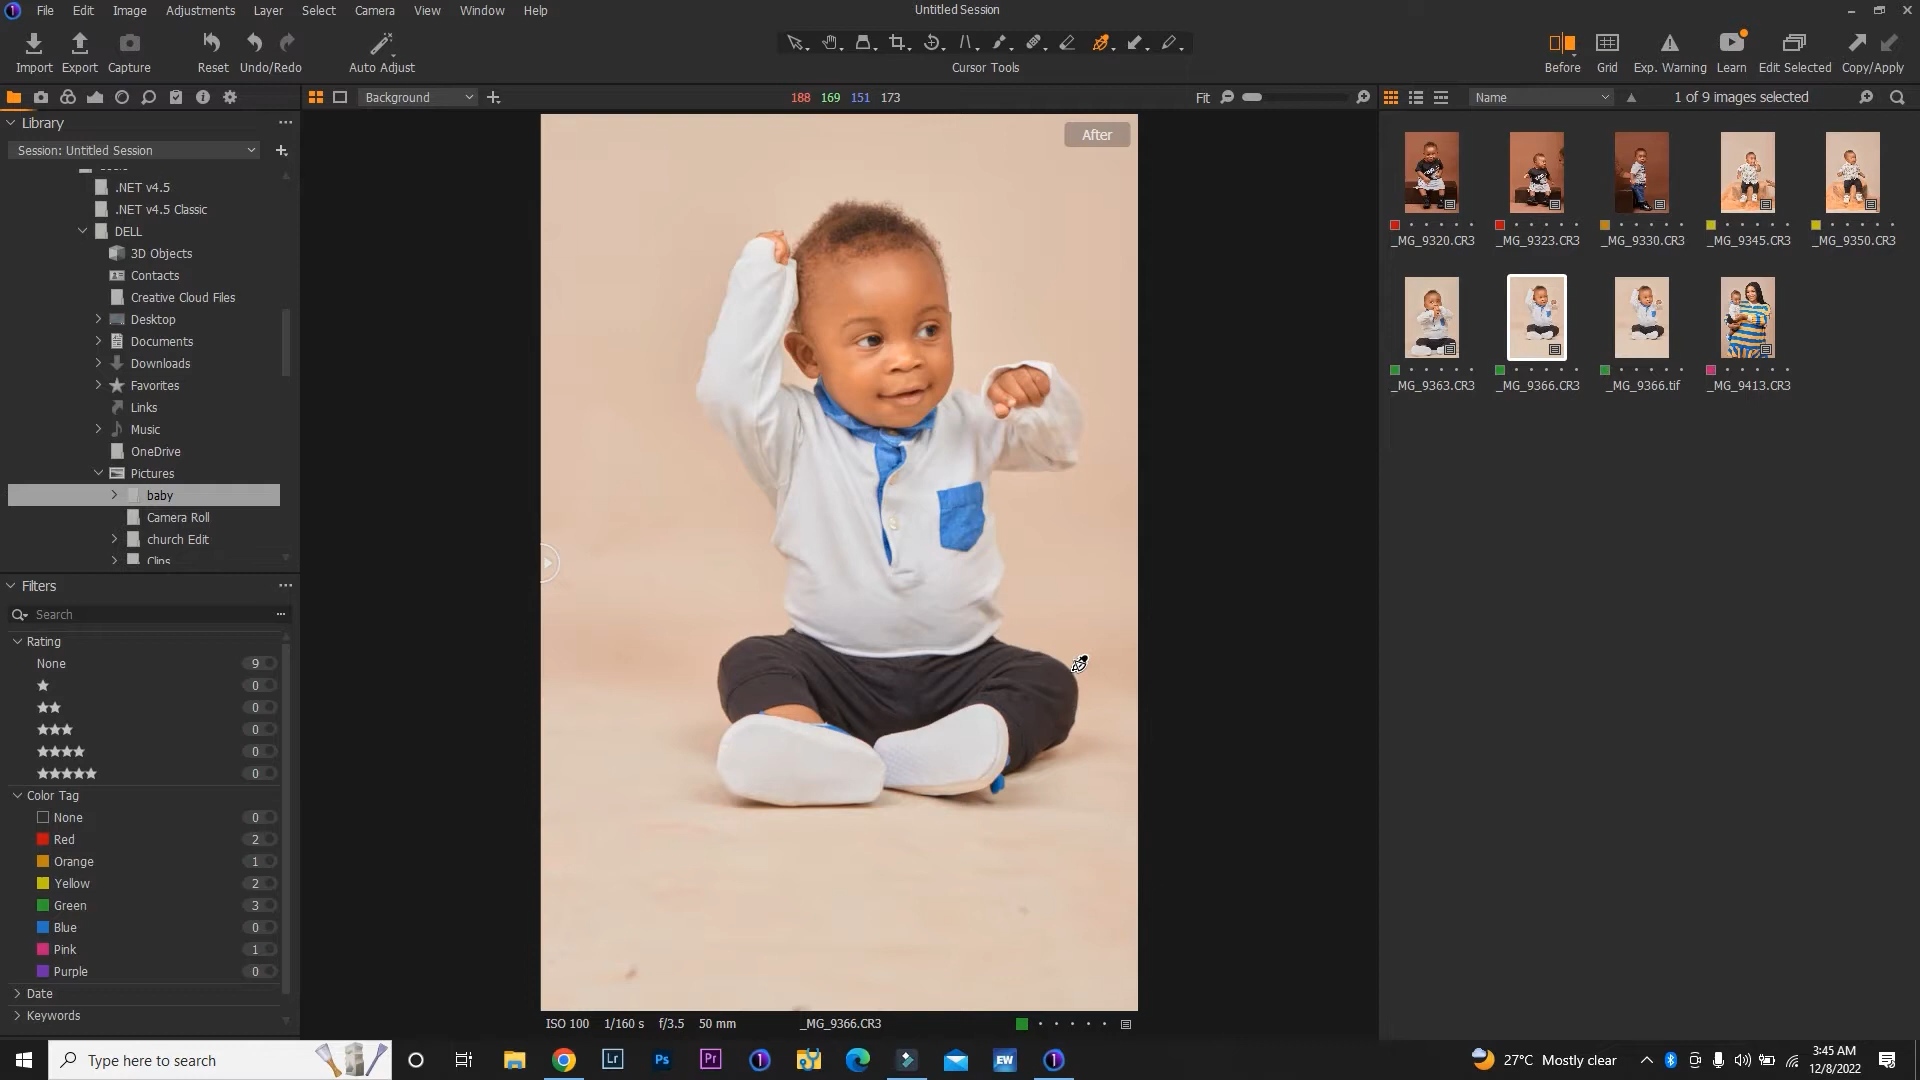 File Edit Image Adjustments Layer Select Camera View Window Help
Untitled Session
Import Export Capture Reset Undo/Redo Auto Adjust
Cursor Tools
Before Grid Exp. Warning Learn Edit Selected Copy/Apply
Background
188 169 151 173
Fit
Name
1 of 9 images selected
Library
Session: Untitled Session
.NET v4.5
.NET v4.5 Classic
DELL
3D Objects
Contacts
Creative Cloud Files
Desktop
Documents
Downloads
Favorites
Links
Music
OneDrive
Pictures
baby
Camera Roll
church Edit
Clips
Filters
Search
Rating
None 9
0
0
0
0
0
Color Tag
None 0
Red 2
Orange 1
Yellow 2
Green 3
Blue 0
Pink 1
Purple 0
Date
Keywords
After
ISO 100 1/160 s f/3.5 50 mm _MG_9366.CR3
_MG_9320.CR3 _MG_9323.CR3 _MG_9330.CR3 _MG_9345.CR3 _MG_9350.CR3
_MG_9363.CR3 _MG_9366.CR3 _MG_9366.tif _MG_9413.CR3
Type here to search
Lr Ps Pr EW
27°C Mostly clear
3:45 AM
12/8/2022